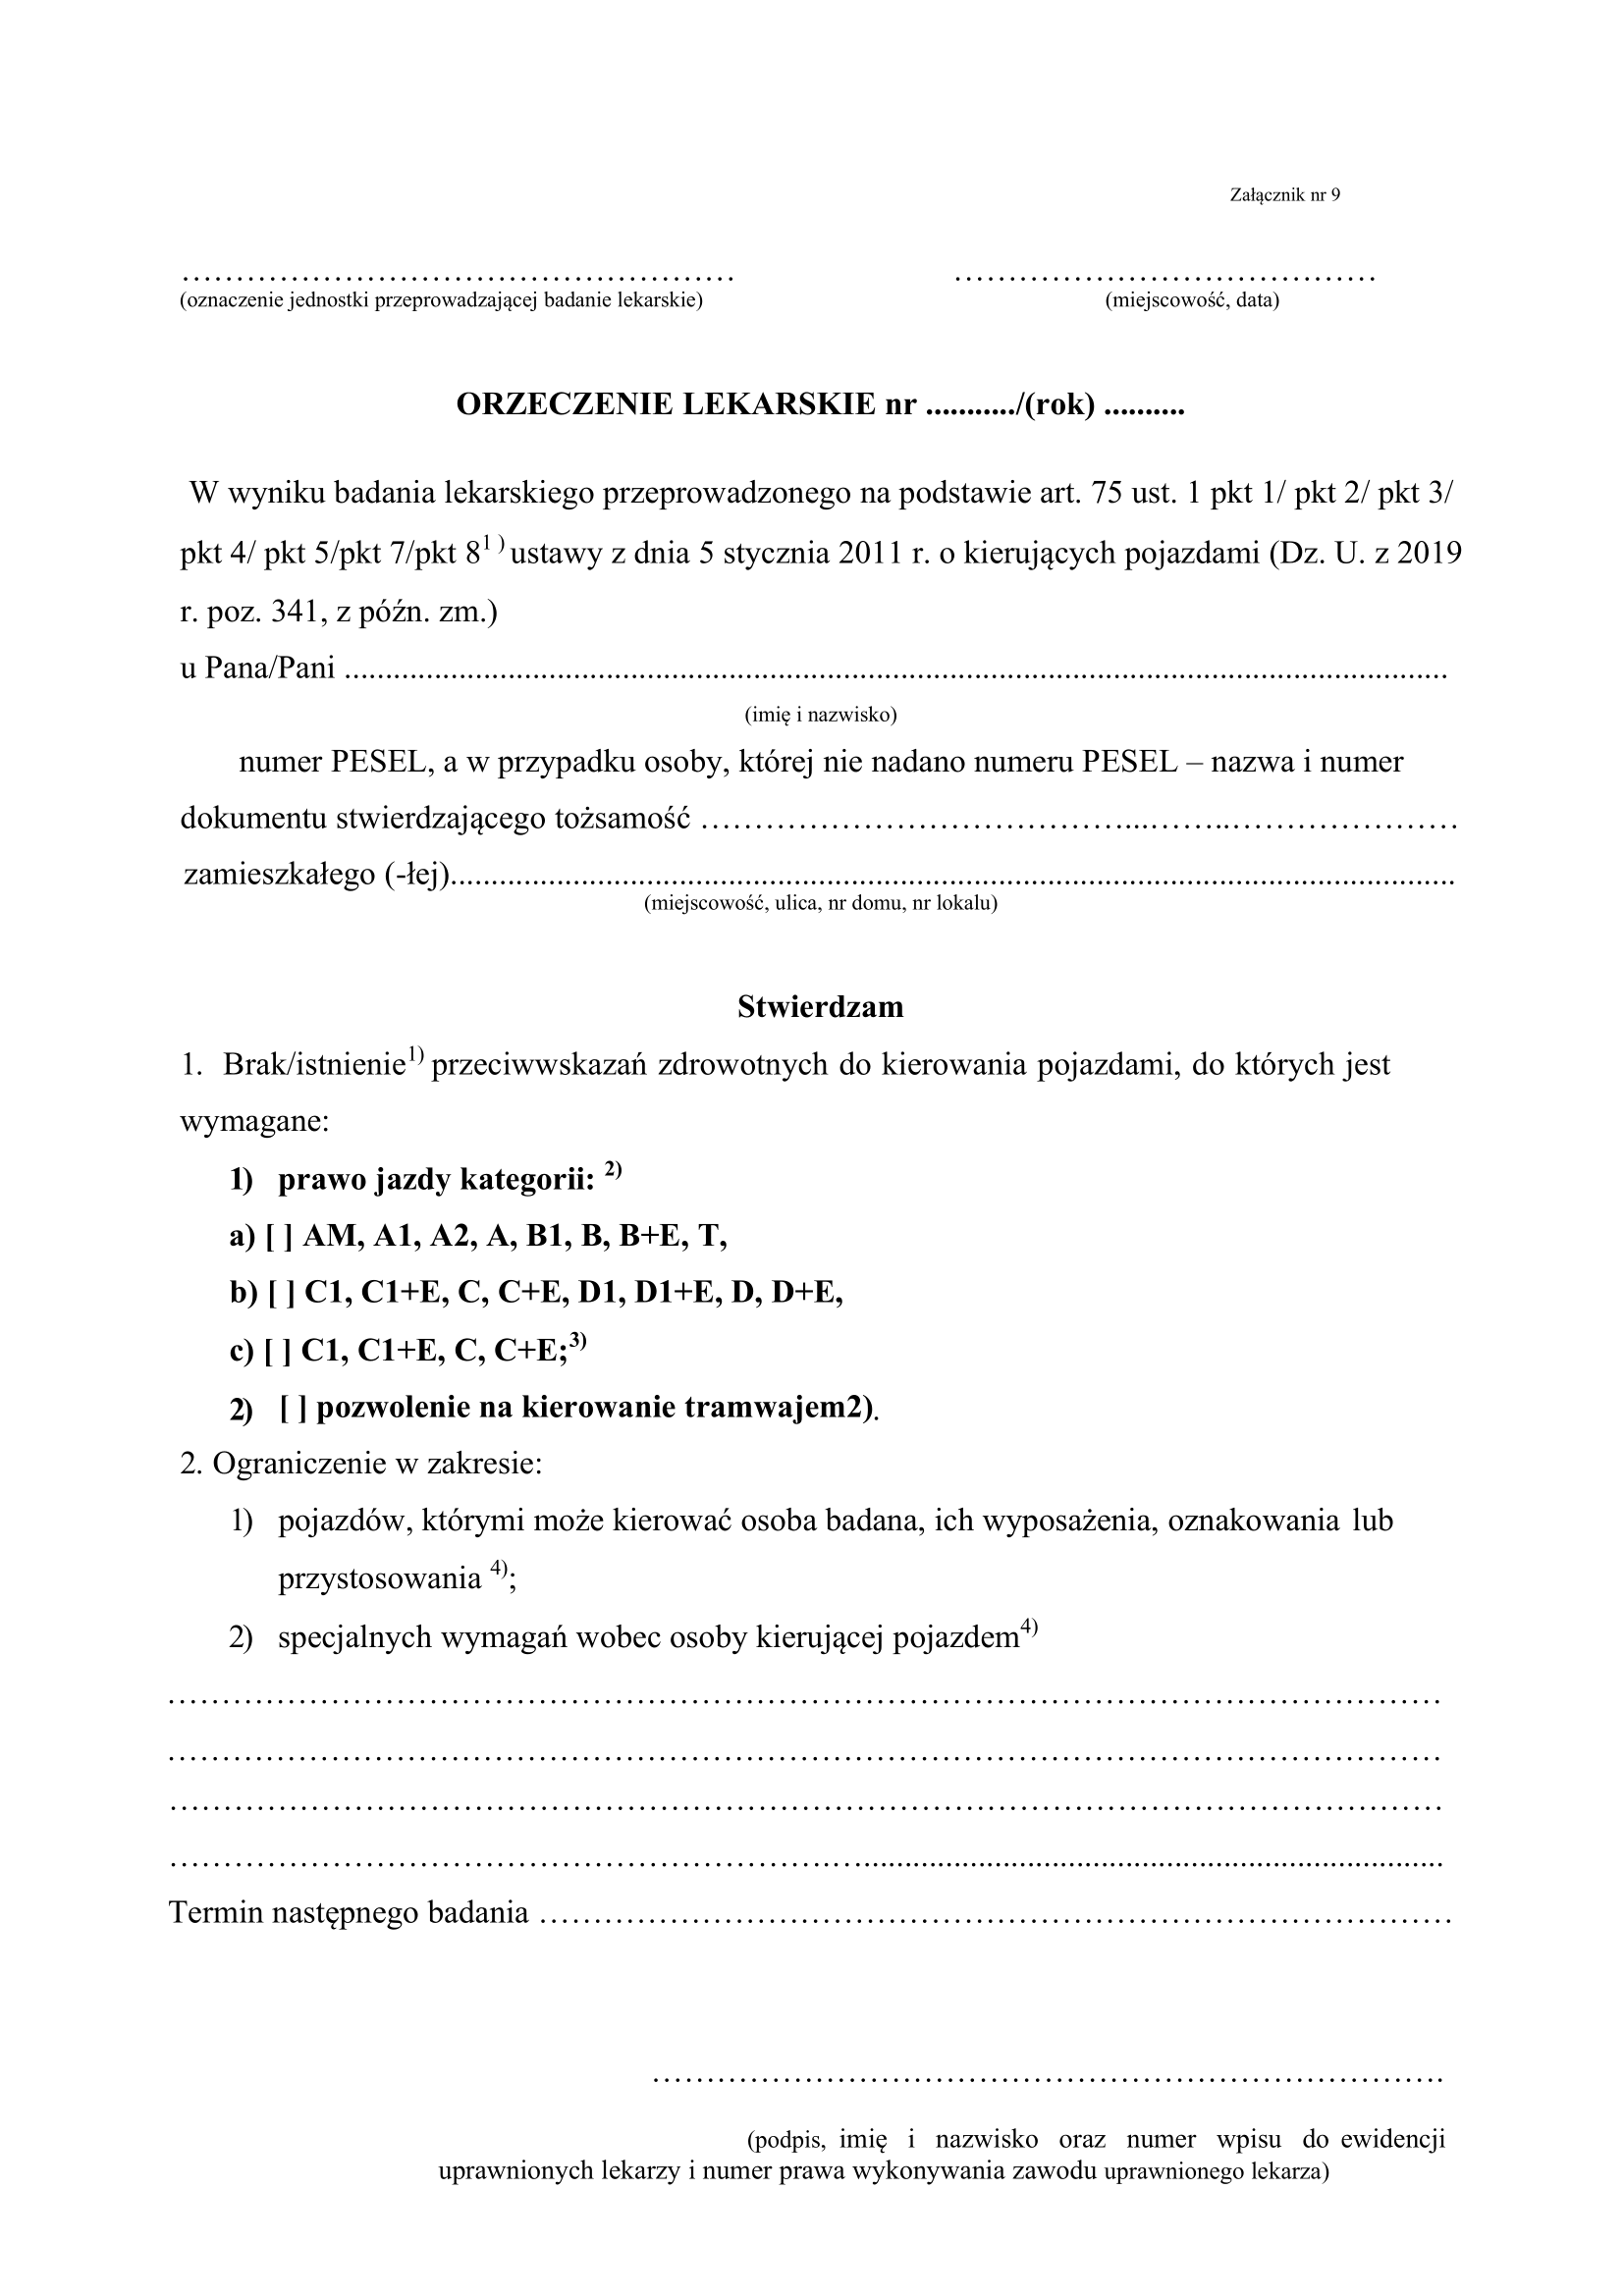 Załącznik nr 9
…………………………………………… …………………………………
(oznaczenie jednostki przeprowadzającej badanie lekarskie) (miejscowość, data)
ORZECZENIE LEKARSKIE nr .........../(rok) ..........
W wyniku badania lekarskiego przeprowadzonego na podstawie art. 75 ust. 1 pkt 1/ pkt 2/ pkt 3/
pkt 4/ pkt 5/pkt 7/pkt 8¹⁾ ustawy z dnia 5 stycznia 2011 r. o kierujących pojazdami (Dz. U. z 2019
r. poz. 341, z późn. zm.)
u Pana/Pani ........................................................................................................................................
(imię i nazwisko)
numer PESEL, a w przypadku osoby, której nie nadano numeru PESEL – nazwa i numer
dokumentu stwierdzającego tożsamość …………………………………...……..…………………
zamieszkałego (-łej)............................................................................................................................
(miejscowość, ulica, nr domu, nr lokalu)
Stwierdzam
1. Brak/istnienie¹⁾ przeciwwskazań zdrowotnych do kierowania pojazdami, do których jest
wymagane:
1) prawo jazdy kategorii: ²⁾
a) [ ] AM, A1, A2, A, B1, B, B+E, T,
b) [ ] C1, C1+E, C, C+E, D1, D1+E, D, D+E,
c) [ ] C1, C1+E, C, C+E;³⁾
2) [ ] pozwolenie na kierowanie tramwajem2).
2. Ograniczenie w zakresie:
1) pojazdów, którymi może kierować osoba badana, ich wyposażenia, oznakowania lub
przystosowania ⁴⁾;
2) specjalnych wymagań wobec osoby kierującej pojazdem⁴⁾
………………………………………………………………………………………………………
………………………………………………………………………………………………………
………………………………………………………………………………………………………
………………………………………………………........................................................................
Termin następnego badania …………………………………………………………………………
……………………………………………………………….
(podpis, imię i nazwisko oraz numer wpisu do ewidencji
uprawnionych lekarzy i numer prawa wykonywania zawodu uprawnionego lekarza)